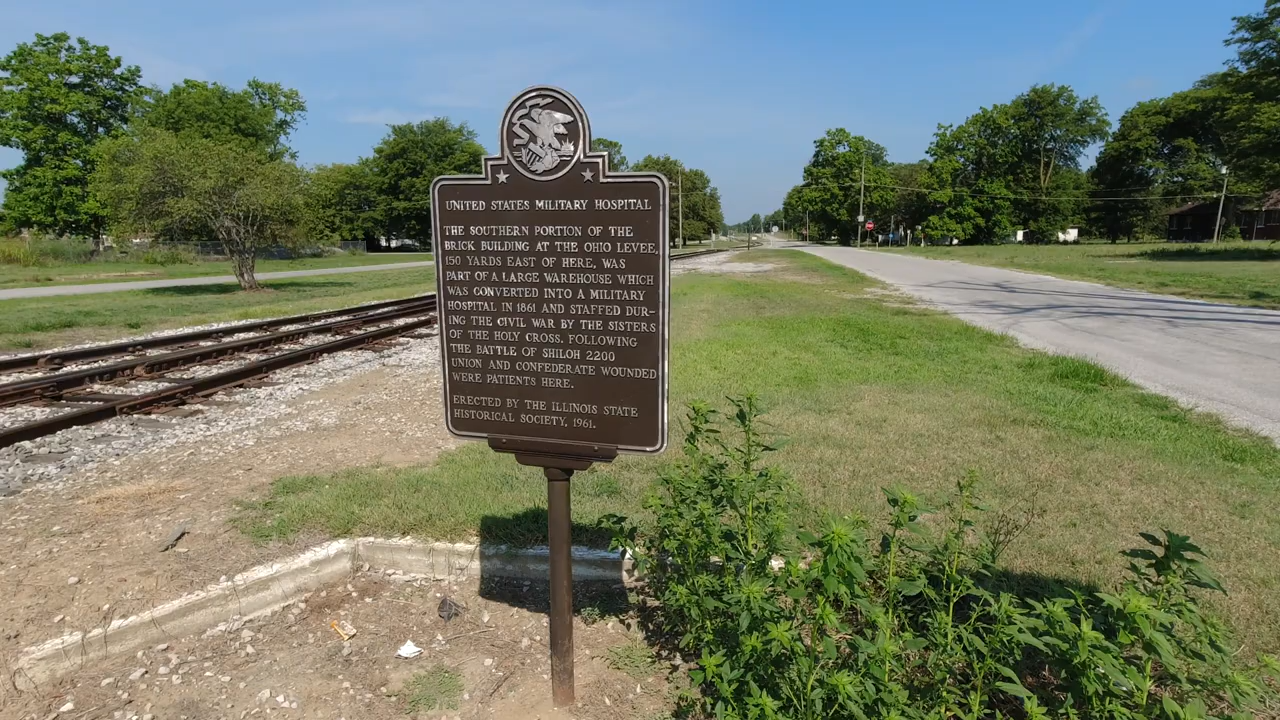 UNITED STATES MILITARY HOSPITAL
THE SOUTHERN PORTION OF THE
BRICK BUILDING AT THE OHIO LEVEE,
150 YARDS EAST OF HERE, WAS
PART OF A LARGE WAREHOUSE WHICH
WAS CONVERTED INTO A MILITARY
HOSPITAL IN 1861 AND STAFFED DUR-
ING THE CIVIL WAR BY THE SISTERS
OF THE HOLY CROSS. FOLLOWING
THE BATTLE OF SHILOH 2200
UNION AND CONFEDERATE WOUNDED
WERE PATIENTS HERE.
ERECTED BY THE ILLINOIS STATE
HISTORICAL SOCIETY, 1961.